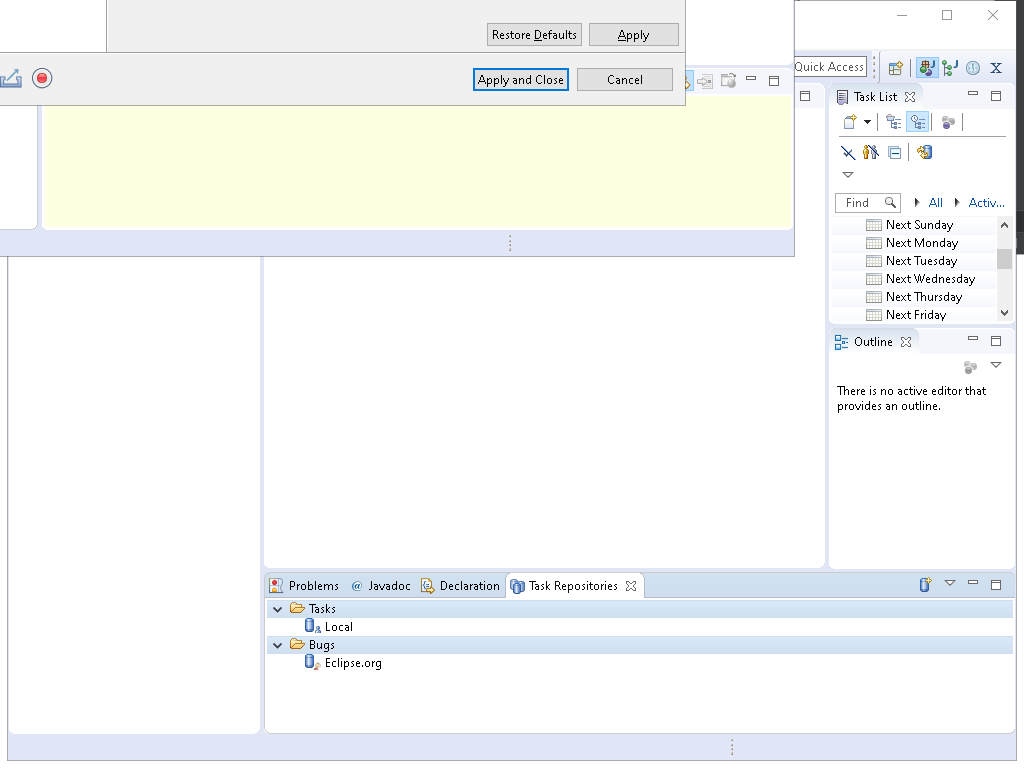 Restore Defaults
Apply
Apply and Close
Cancel
Quick Access
Task List
Find
All
Activ...
Next Sunday
Next Monday
Next Tuesday
Next Wednesday
Next Thursday
Next Friday
Outline
There is no active editor that
provides an outline.
Problems
@ Javadoc
Declaration
Task Repositories
Tasks
Local
Bugs
Eclipse.org